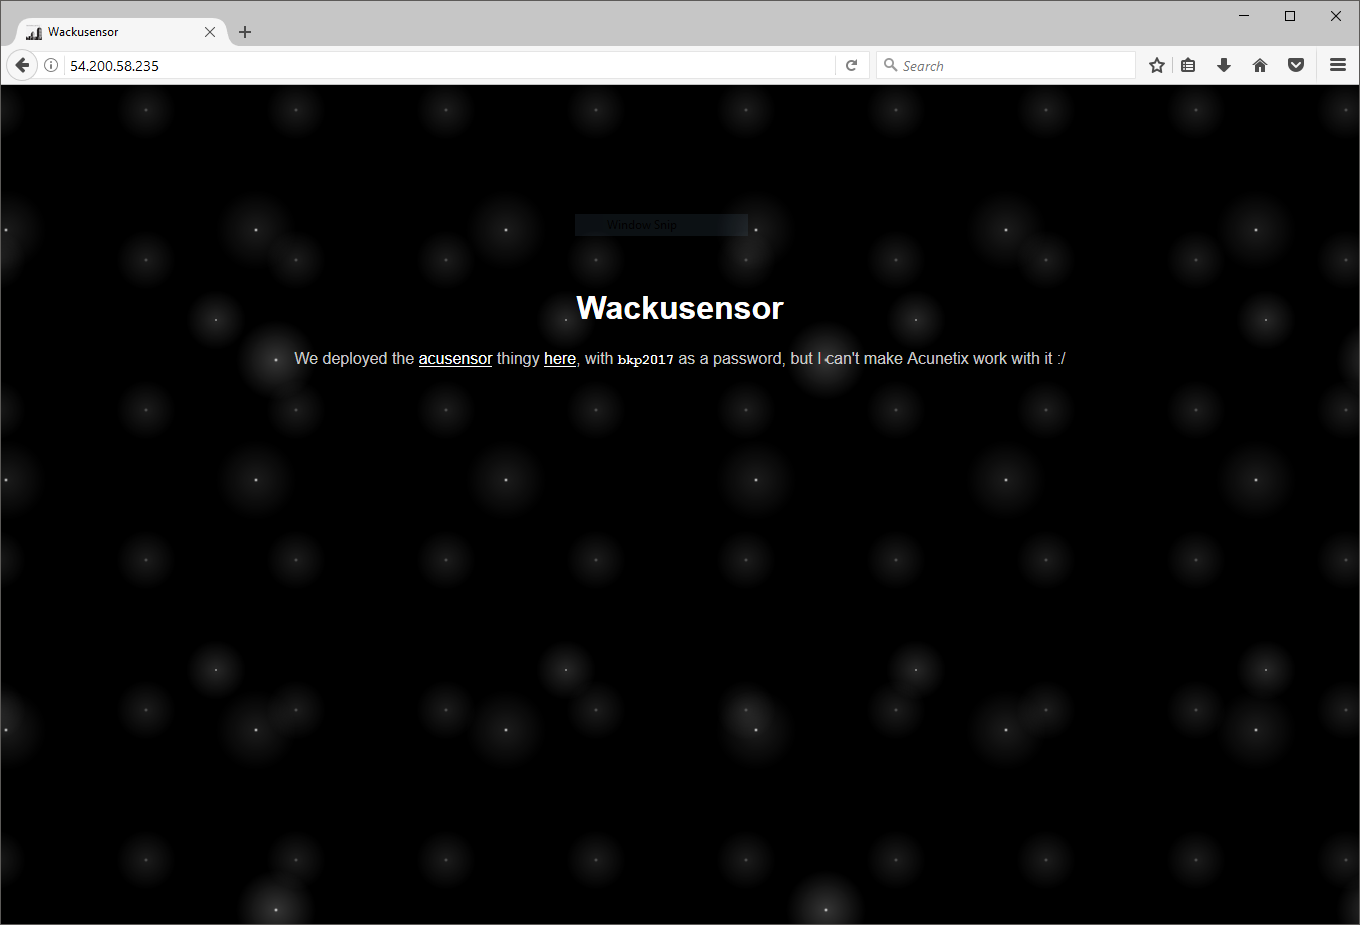 Wackusensor
54.200.58.235
Search
Window Snip
Wackusensor
We deployed the acusensor thingy here, with bkp2017 as a password, but I can't make Acunetix work with it :/